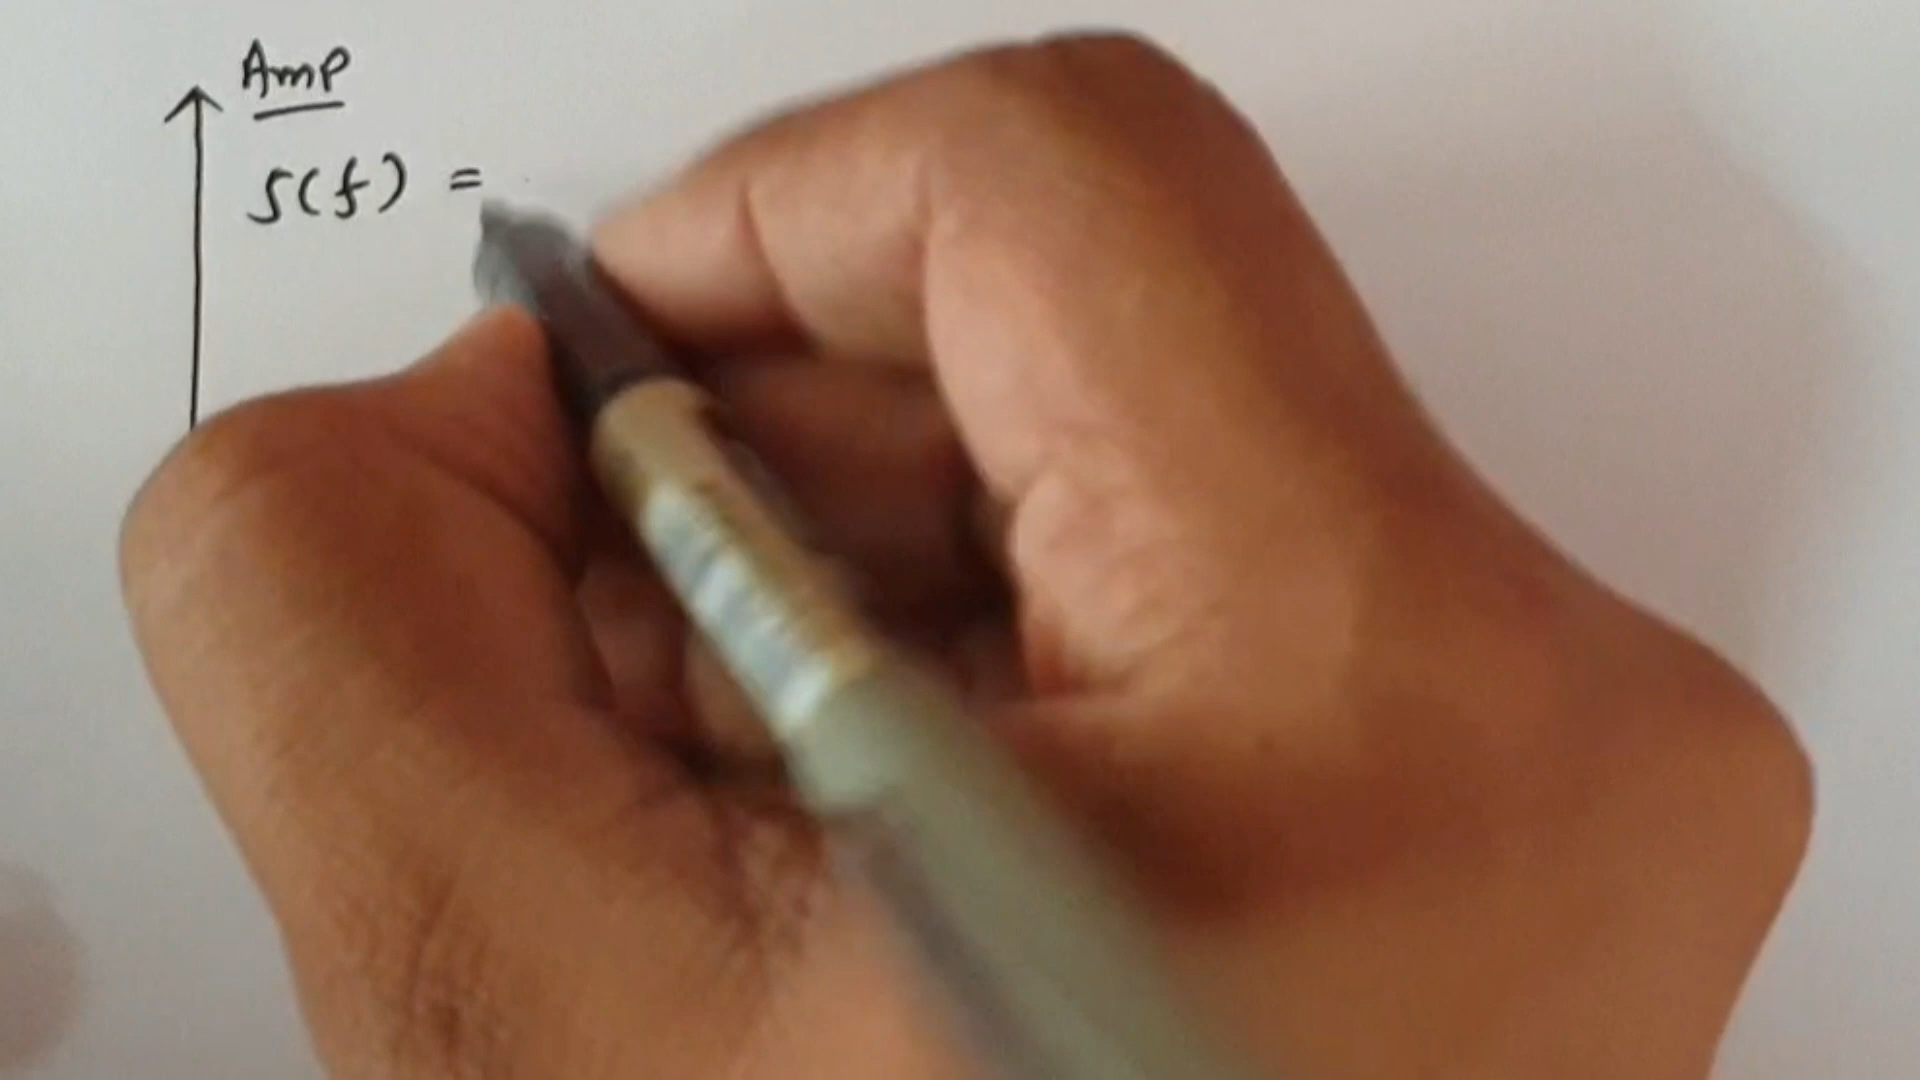 Amp
S(f) =